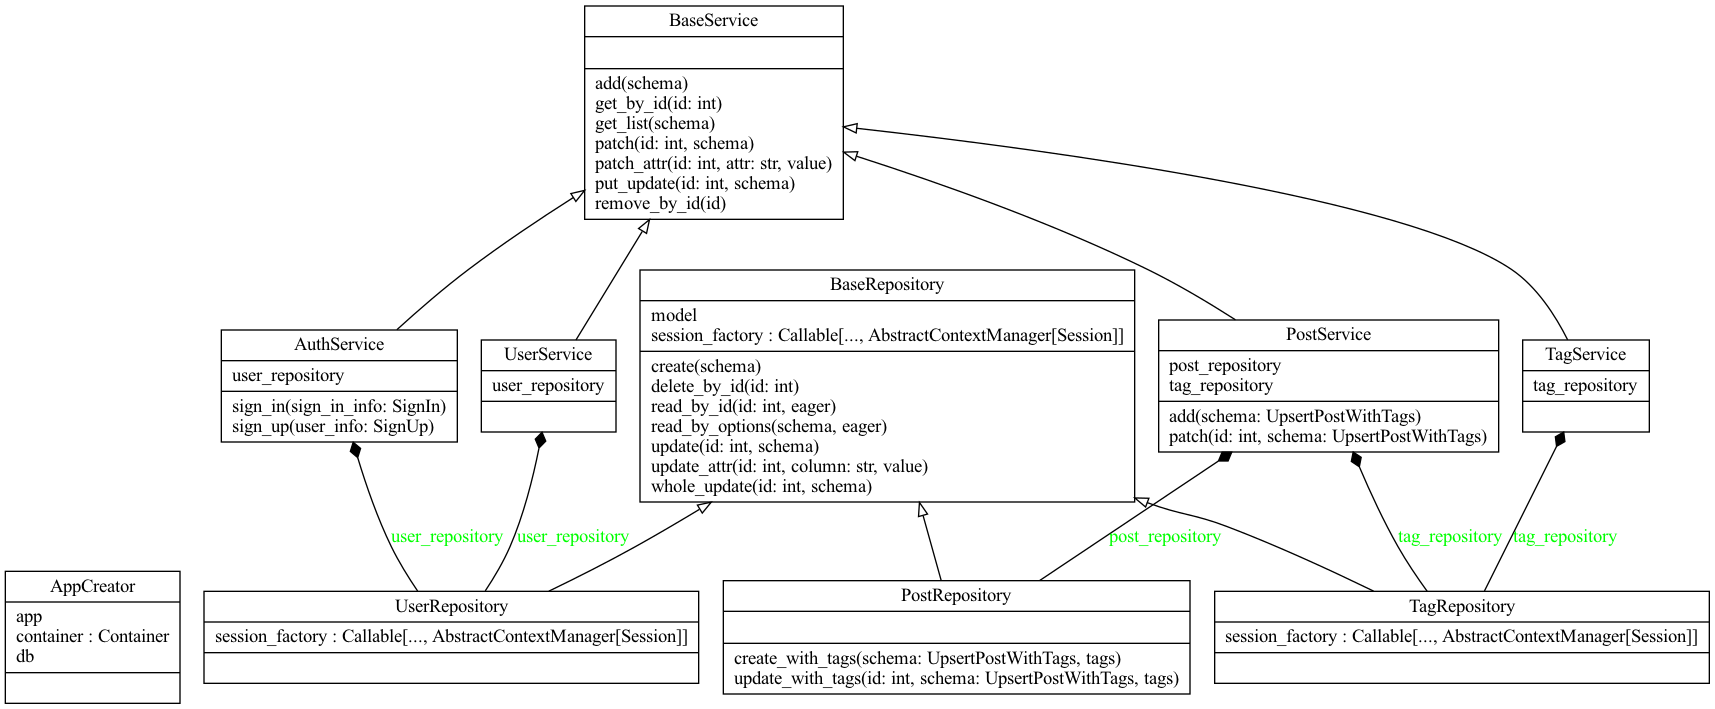 BaseService
add(schema)
get_by_id(id: int)
get_list(schema)
patch(id: int, schema)
patch_attr(id: int, attr: str, value)
put_update(id: int, schema)
remove_by_id(id)
BaseRepository
model
session_factory : Callable[..., AbstractContextManager[Session]]
create(schema)
delete_by_id(id: int)
read_by_id(id: int, eager)
read_by_options(schema, eager)
update(id: int, schema)
update_attr(id: int, column: str, value)
whole_update(id: int, schema)
AuthService
user_repository
sign_in(sign_in_info: SignIn)
sign_up(user_info: SignUp)
UserService
user_repository
PostService
post_repository
tag_repository
add(schema: UpsertPostWithTags)
patch(id: int, schema: UpsertPostWithTags)
TagService
tag_repository
user_repository
user_repository
post_repository
tag_repository
tag_repository
AppCreator
app
container : Container
db
UserRepository
session_factory : Callable[..., AbstractContextManager[Session]]
PostRepository
create_with_tags(schema: UpsertPostWithTags, tags)
update_with_tags(id: int, schema: UpsertPostWithTags, tags)
TagRepository
session_factory : Callable[..., AbstractContextManager[Session]]